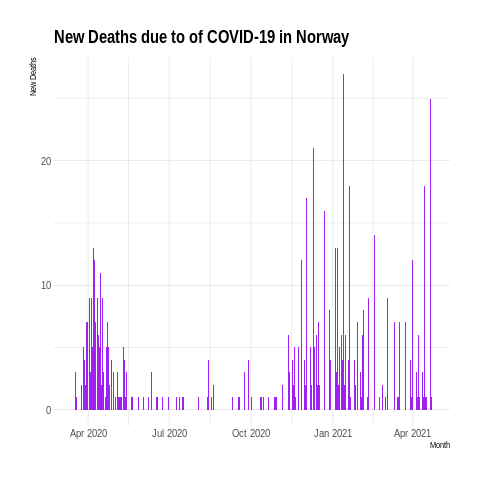 New Deaths due to of COVID-19 in Norway
New Deaths
20
10
0
Apr 2020 Jul 2020 Oct 2020 Jan 2021 Apr 2021
Month